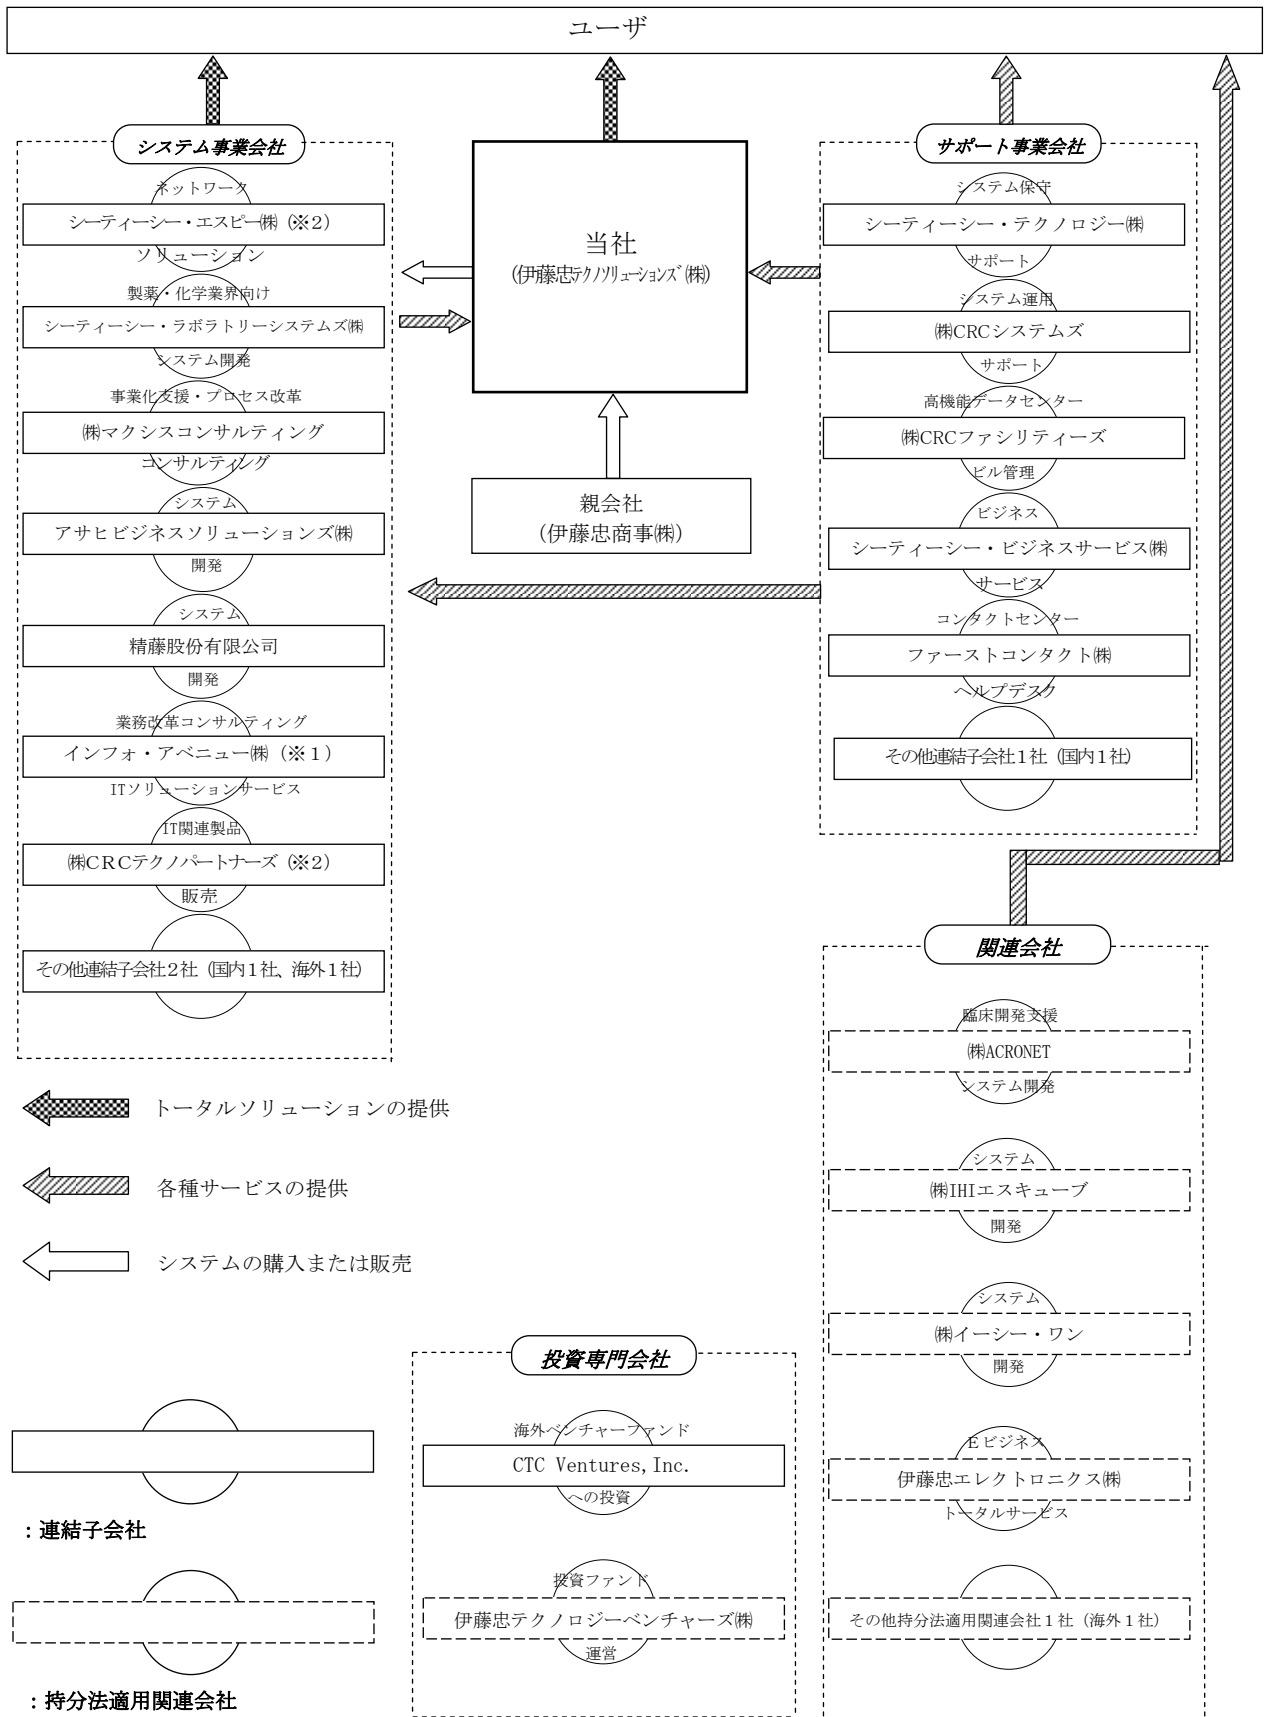 ユーザ
システム事業会社
ネットワーク
シーティーシー・エスピー㈱（※2）
ソリューション
製薬・化学業界向け
シーティーシー・ラボラトリーシステムズ㈱
システム開発
事業化支援・プロセス改革
㈱マクシスコンサルティング
コンサルティング
システム
アサヒビジネスソリューションズ㈱
開発
システム
精藤股份有限公司
開発
業務改革コンサルティング
インフォ・アベニュー㈱（※１）
ITソリューションサービス
IT関連製品
㈱ＣＲＣテクノパートナーズ（※2）
販売
その他連結子会社２社（国内１社、海外１社）
当社
(伊藤忠ﾃｸﾉｿﾘｭｰｼｮﾝｽﾞ㈱)
親会社
(伊藤忠商事㈱)
サポート事業会社
システム保守
シーティーシー・テクノロジー㈱
サポート
システム運用
㈱CRCシステムズ
サポート
高機能データセンター
㈱CRCファシリティーズ
ビル管理
ビジネス
シーティーシー・ビジネスサービス㈱
サービス
コンタクトセンター
ファーストコンタクト㈱
ヘルプデスク
その他連結子会社１社（国内１社）
関連会社
臨床開発支援
㈱ACRONET
システム開発
システム
㈱IHIエスキューブ
開発
システム
㈱イーシー・ワン
開発
Ｅビジネス
伊藤忠エレクトロニクス㈱
トータルサービス
その他持分法適用関連会社１社（海外１社）
トータルソリューションの提供
各種サービスの提供
システムの購入または販売
投資専門会社
海外ベンチャーファンド
CTC Ventures,Inc.
への投資
投資ファンド
伊藤忠テクノロジーベンチャーズ㈱
運営
：連結子会社
：持分法適用関連会社